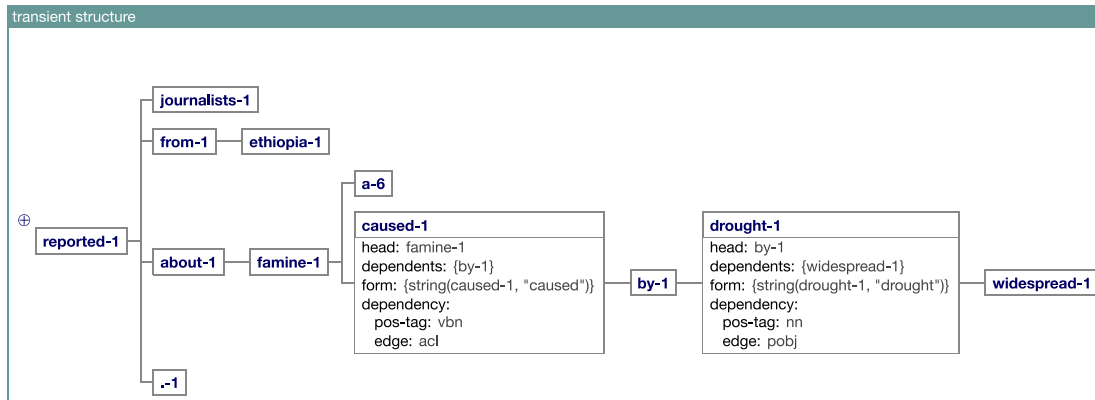 transient structure
journalists-1
from-1
ethiopia-1
a-6
reported-1
about-1
famine-1
caused-1
head: famine-1
dependents: {by-1}
form: {string(caused-1, "caused")}
dependency:
pos-tag: vbn
edge: acl
by-1
drought-1
head: by-1
dependents: {widespread-1}
form: {string(drought-1, "drought")}
dependency:
pos-tag: nn
edge: pobj
widespread-1
.-1